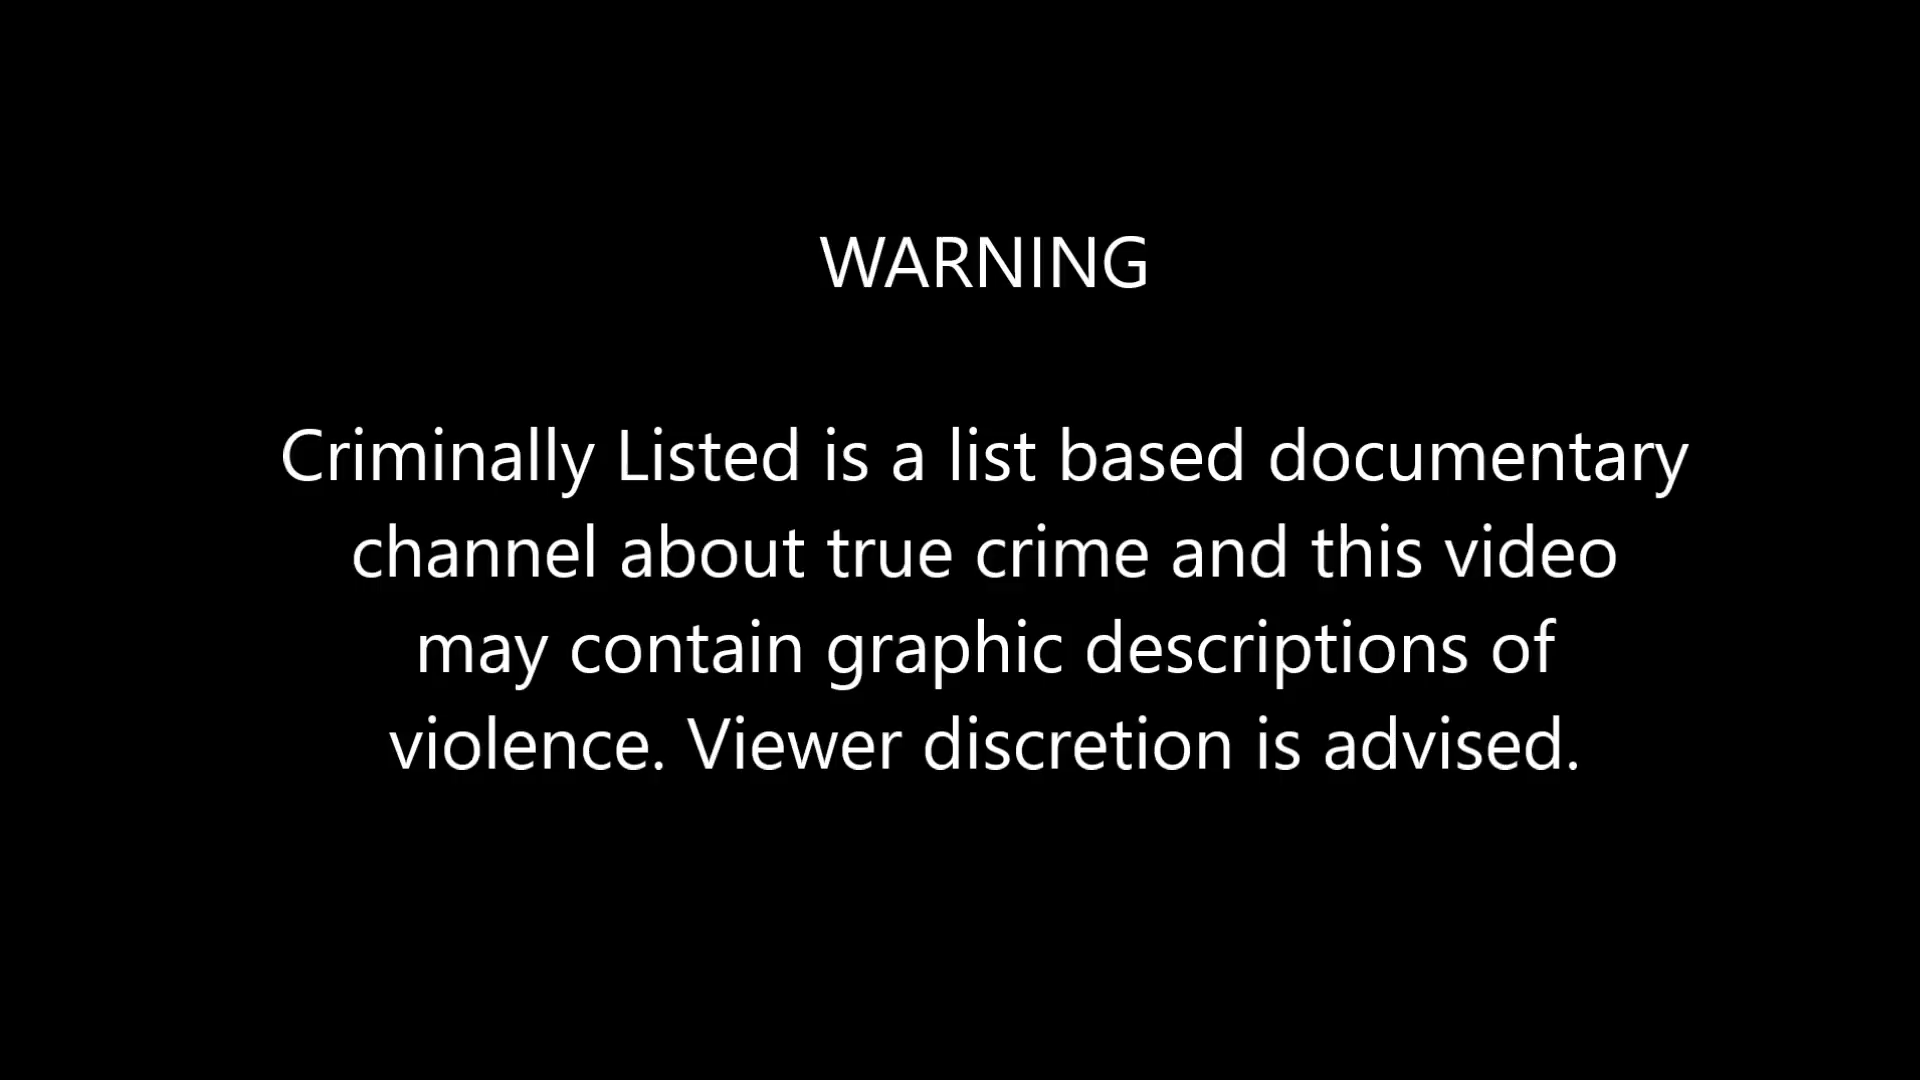 WARNING
Criminally Listed is a list based documentary
channel about true crime and this video
may contain graphic descriptions of
violence. Viewer discretion is advised.